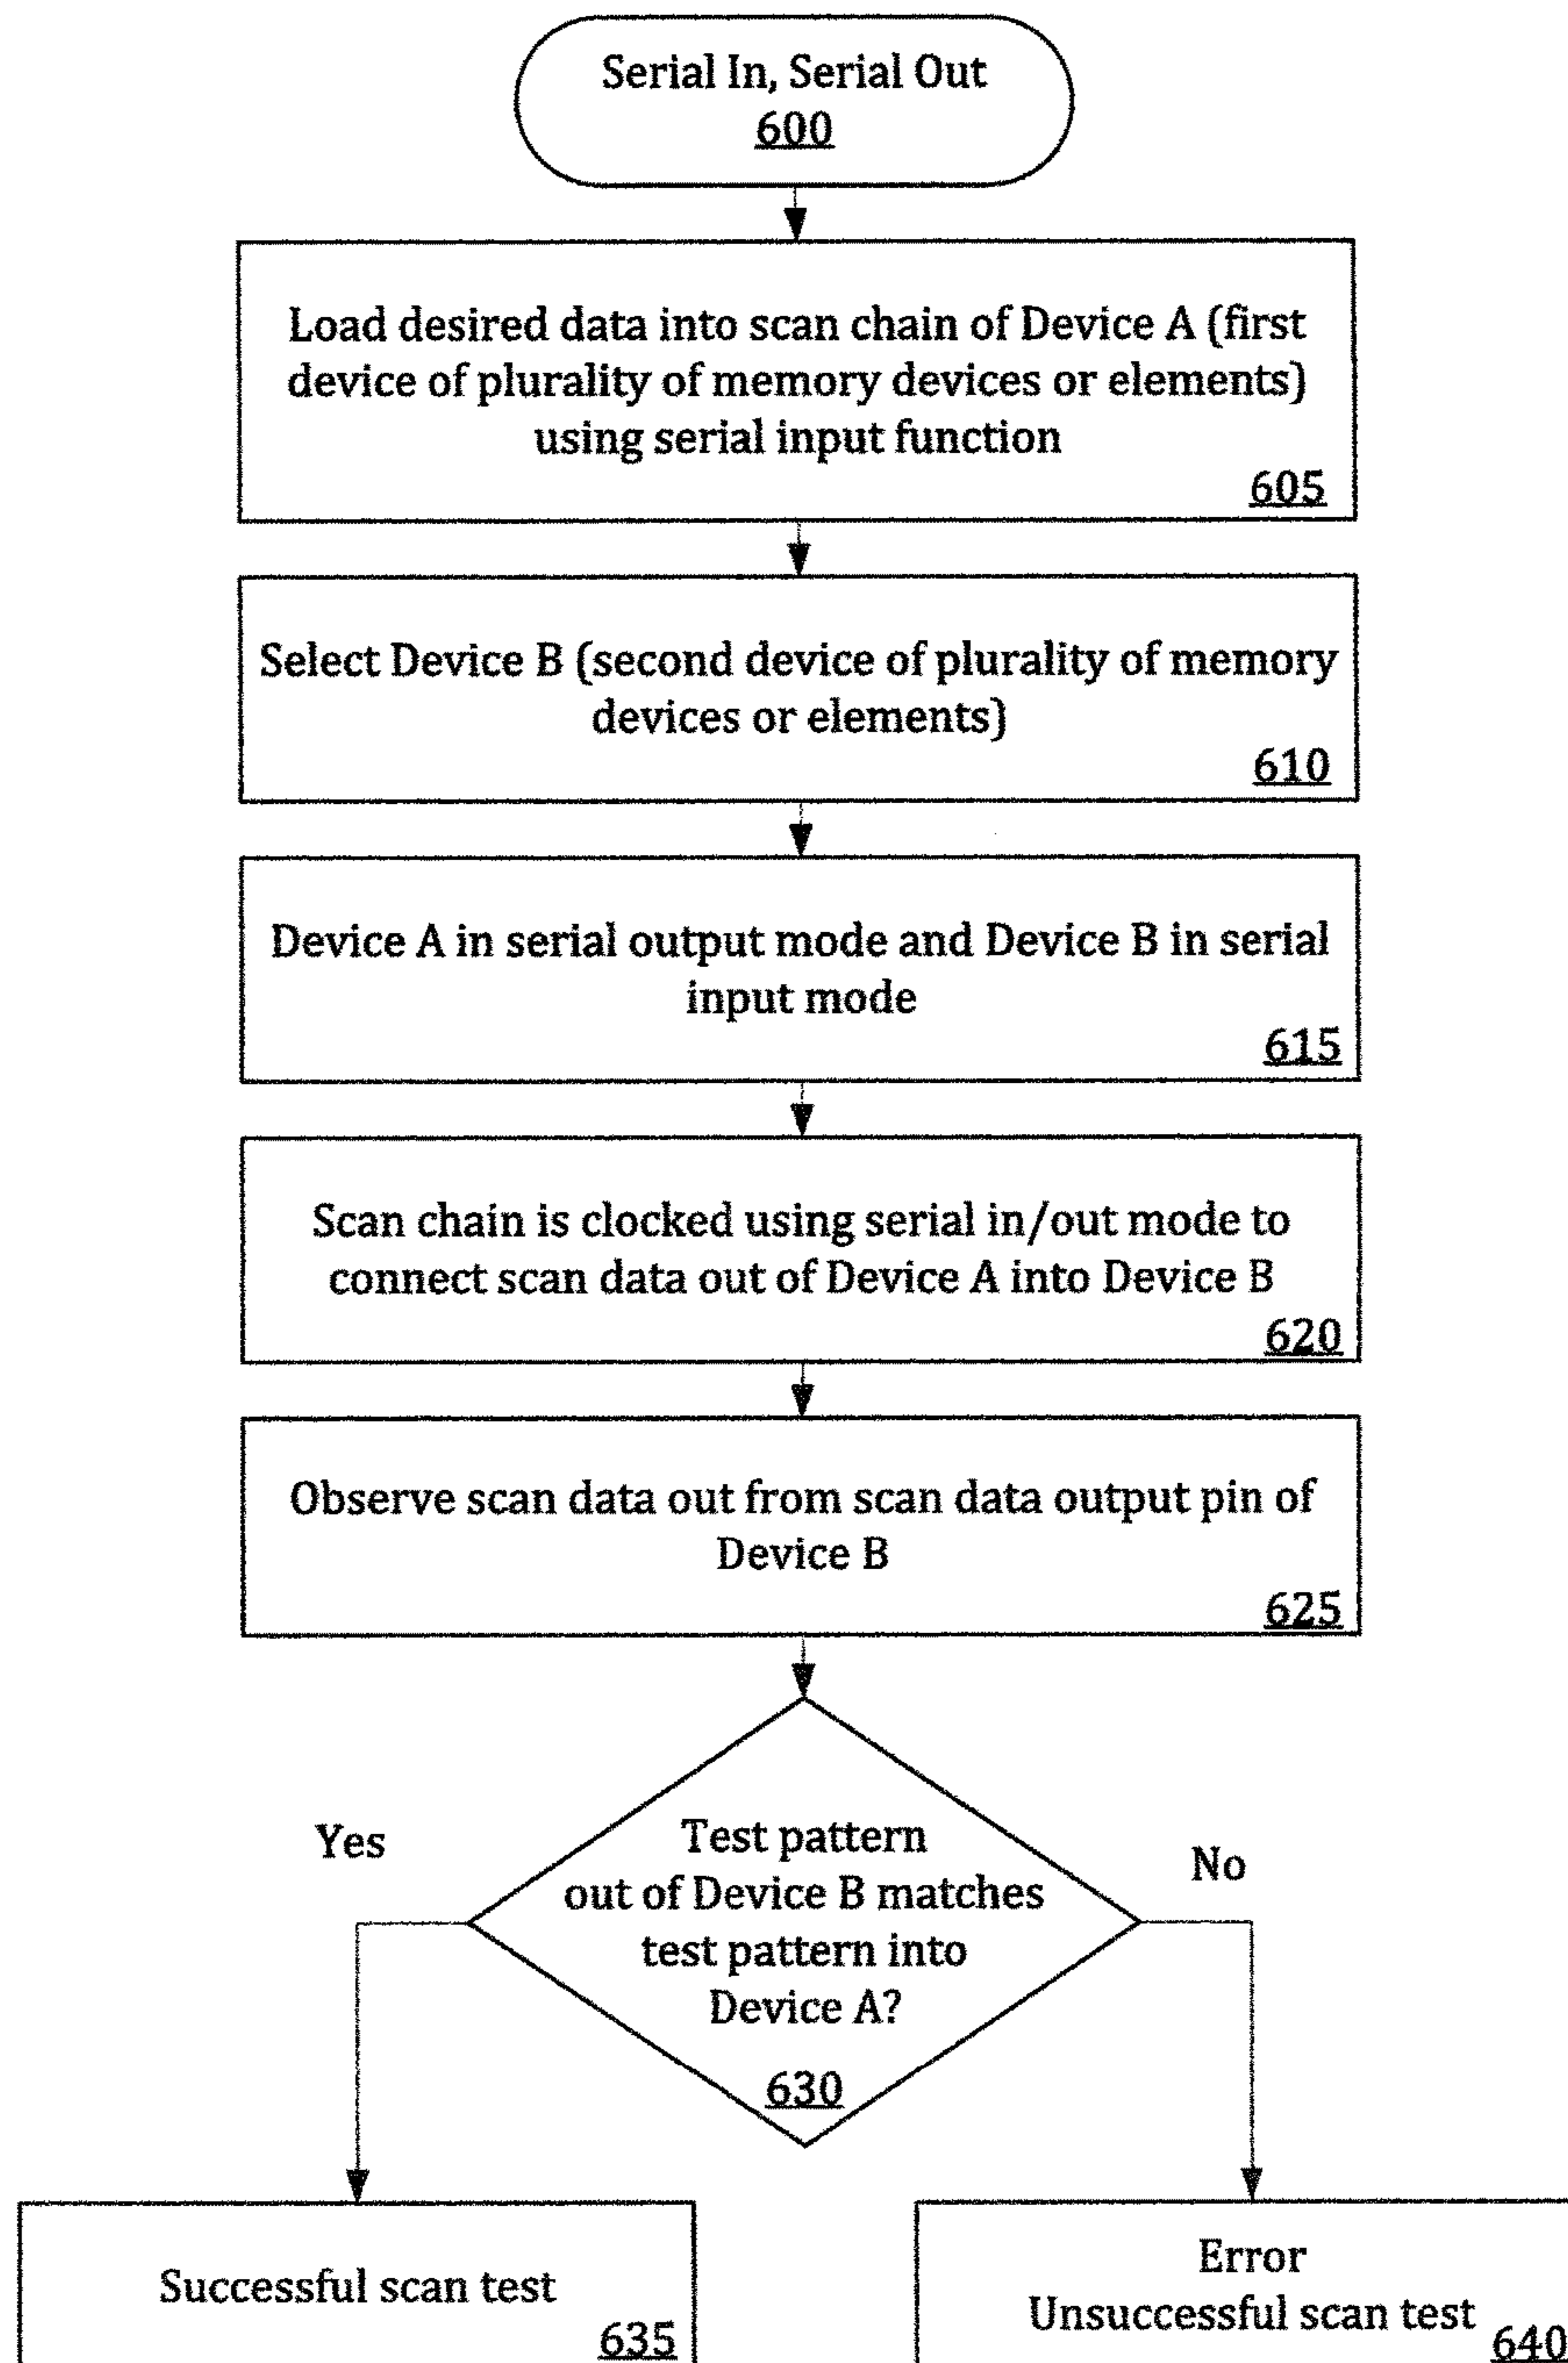 Serial In, Serial Out
600
Load desired data into scan chain of Device A (first
device of plurality of memory devices or elements)
using serial input function
605
Select Device B (second device of plurality of memory
devices or elements)
610
Device A in serial output mode and Device B in serial
input mode
615
Scan chain is clocked using serial in/out mode to
connect scan data out of Device A into Device B
620
Observe scan data out from scan data output pin of
Device B
625
Test pattern
out of Device B matches
test pattern into
Device A?
630
Yes
No
Successful scan test
635
Error
Unsuccessful scan test
640